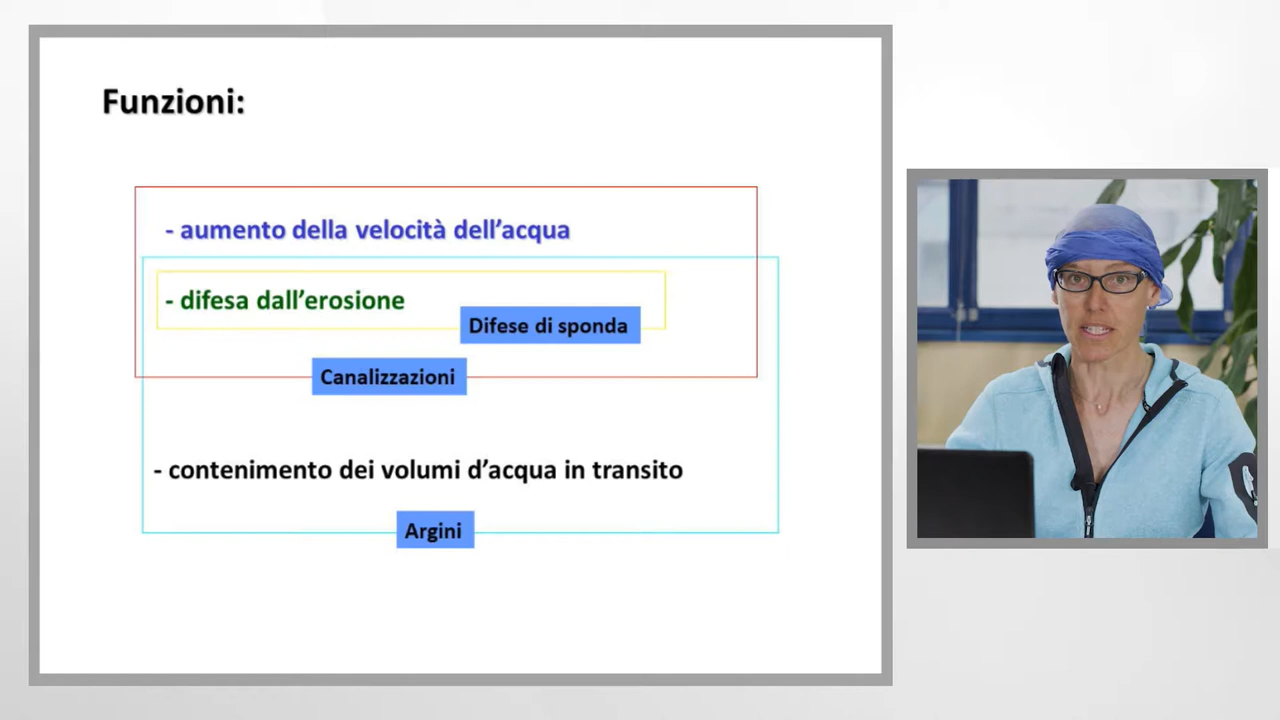 Funzioni:
- aumento della velocità dell’acqua
- difesa dall’erosione
Difese di sponda
Canalizzazioni
- contenimento dei volumi d’acqua in transito
Argini